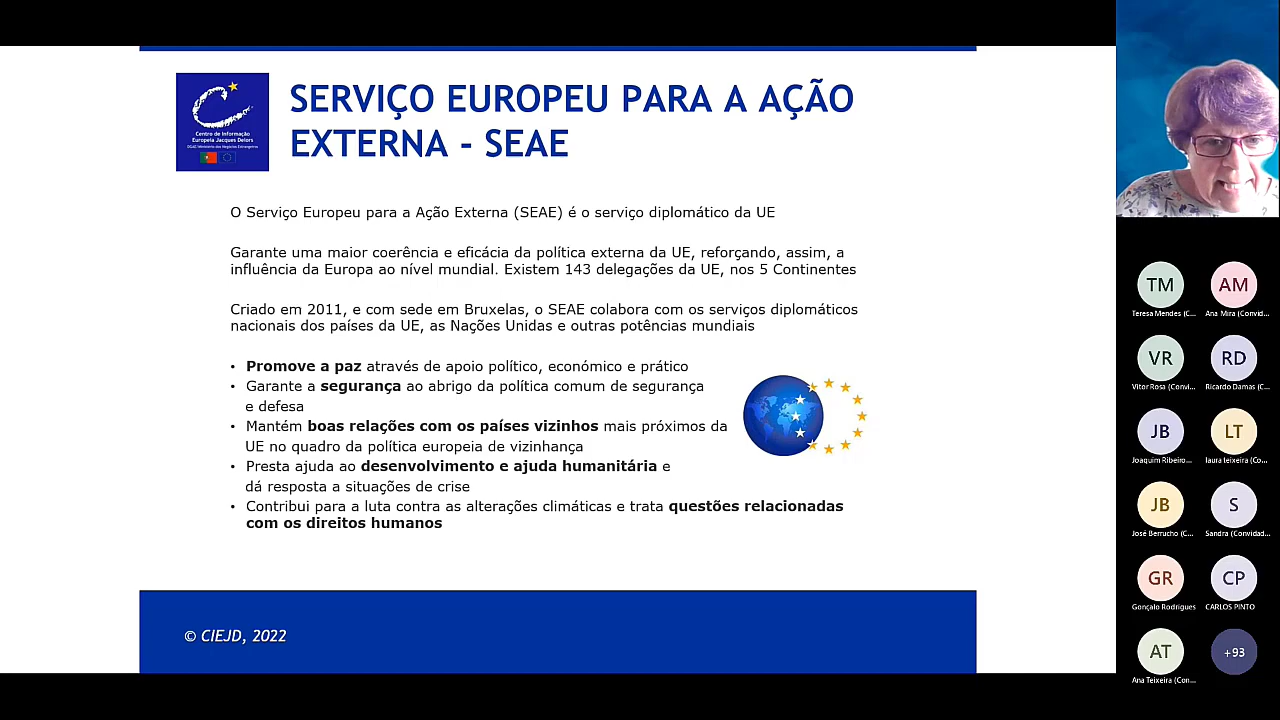 Centro de Informação
Europeia Jacques Delors
DGAE/Ministério dos Negócios Estrangeiros
SERVIÇO EUROPEU PARA A AÇÃO
EXTERNA - SEAE
O Serviço Europeu para a Ação Externa (SEAE) é o serviço diplomático da UE
Garante uma maior coerência e eficácia da política externa da UE, reforçando, assim, a
influência da Europa ao nível mundial. Existem 143 delegações da UE, nos 5 Continentes
Criado em 2011, e com sede em Bruxelas, o SEAE colabora com os serviços diplomáticos
nacionais dos países da UE, as Nações Unidas e outras potências mundiais
• Promove a paz através de apoio político, económico e prático
• Garante a segurança ao abrigo da política comum de segurança
e defesa
• Mantém boas relações com os países vizinhos mais próximos da
UE no quadro da política europeia de vizinhança
• Presta ajuda ao desenvolvimento e ajuda humanitária e
dá resposta a situações de crise
• Contribui para a luta contra as alterações climáticas e trata questões relacionadas
com os direitos humanos
© CIEJD, 2022
TM
AM
Teresa Mendes (C...
Ana Mira (Convid...
VR
RD
Vitor Rosa (Convi...
Ricardo Damas (C...
JB
LT
Joaquim Ribeiro...
laura teixeira (Co...
JB
S
José Berrucho (C...
Sandra (Convidad...
GR
CP
Gonçalo Rodrigues
CARLOS PINTO
AT
+93
Ana Teixeira (Con...